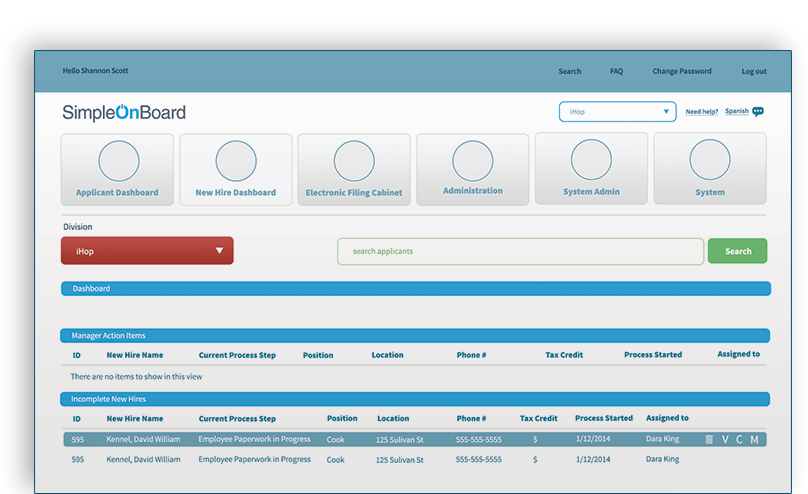 Hello Shannon Scott Search FAQ Change Password Log out
SimpleOnBoard iHop Need help? Spanish
Applicant Dashboard New Hire Dashboard Electronic Filing Cabinet Administration System Admin System
Division
iHop search applicants Search
Dashboard
Manager Action Items
ID New Hire Name Current Process Step Position Location Phone # Tax Credit Process Started Assigned to
There are no items to show in this view
Incomplete New Hires
ID New Hire Name Current Process Step Position Location Phone # Tax Credit Process Started Assigned to
595 Kennel, David William Employee Paperwork in Progress Cook 125 Sulivan St 555-555-5555 $ 1/12/2014 Dara King V C M
595 Kennel, David William Employee Paperwork in Progress Cook 125 Sulivan St 555-555-5555 $ 1/12/2014 Dara King